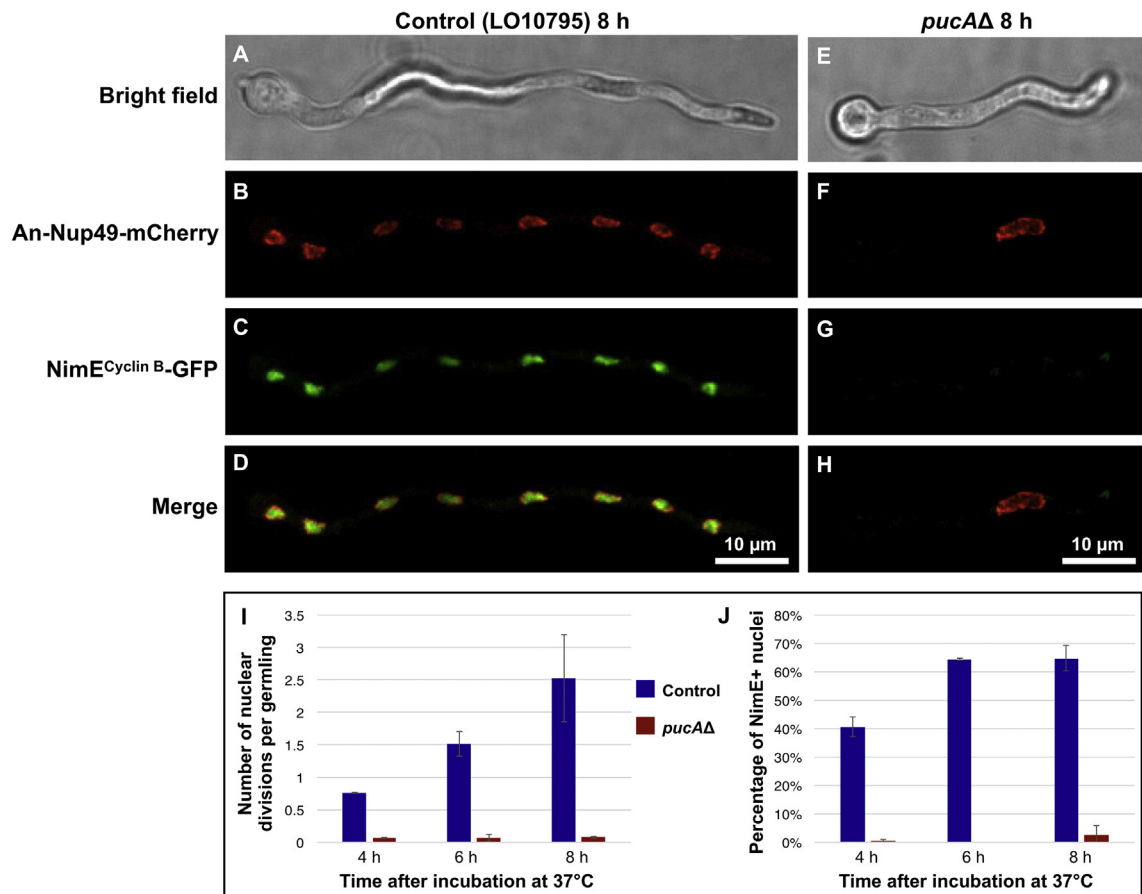 Control (LO10795) 8 h
pucAΔ 8 h
Bright field
A
E
An-Nup49-mCherry
B
F
NimECyclin B-GFP
C
G
Merge
D
H
10 μm
10 μm
I
Number of nuclear
divisions per germling
3.5
3
2.5
2
1.5
1
0.5
0
4 h
6 h
8 h
Time after incubation at 37°C
Control
pucAΔ
J
Percentage of NimE+ nuclei
80%
70%
60%
50%
40%
30%
20%
10%
0%
4 h
6 h
8 h
Time after incubation at 37°C